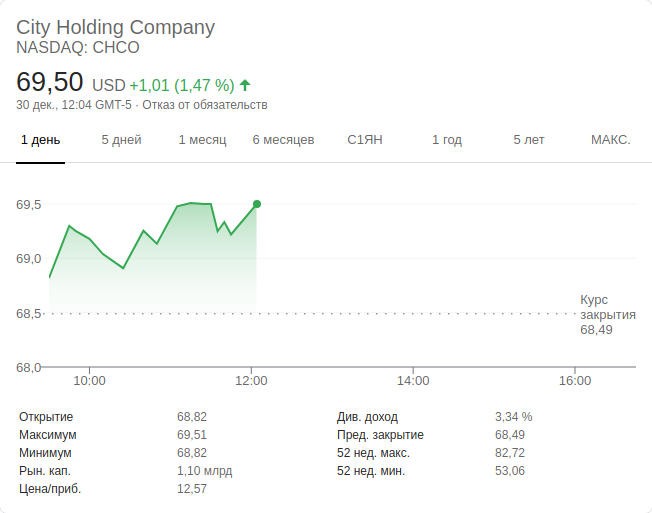 City Holding Company
NASDAQ: CHCO
69,50 USD +1,01 (1,47 %)
30 дек., 12:04 GMT-5 · Отказ от обязательств
1 день 5 дней 1 месяц 6 месяцев С1ЯН 1 год 5 лет МАКС.
69,5
69,0
Курс
закрытия
68,49
68,5
68,0
10:00 12:00 14:00 16:00
Открытие 68,82 Див. доход 3,34 %
Максимум 69,51 Пред. закрытие 68,49
Минимум 68,82 52 нед. макс. 82,72
Рын. кап. 1,10 млрд 52 нед. мин. 53,06
Цена/приб. 12,57